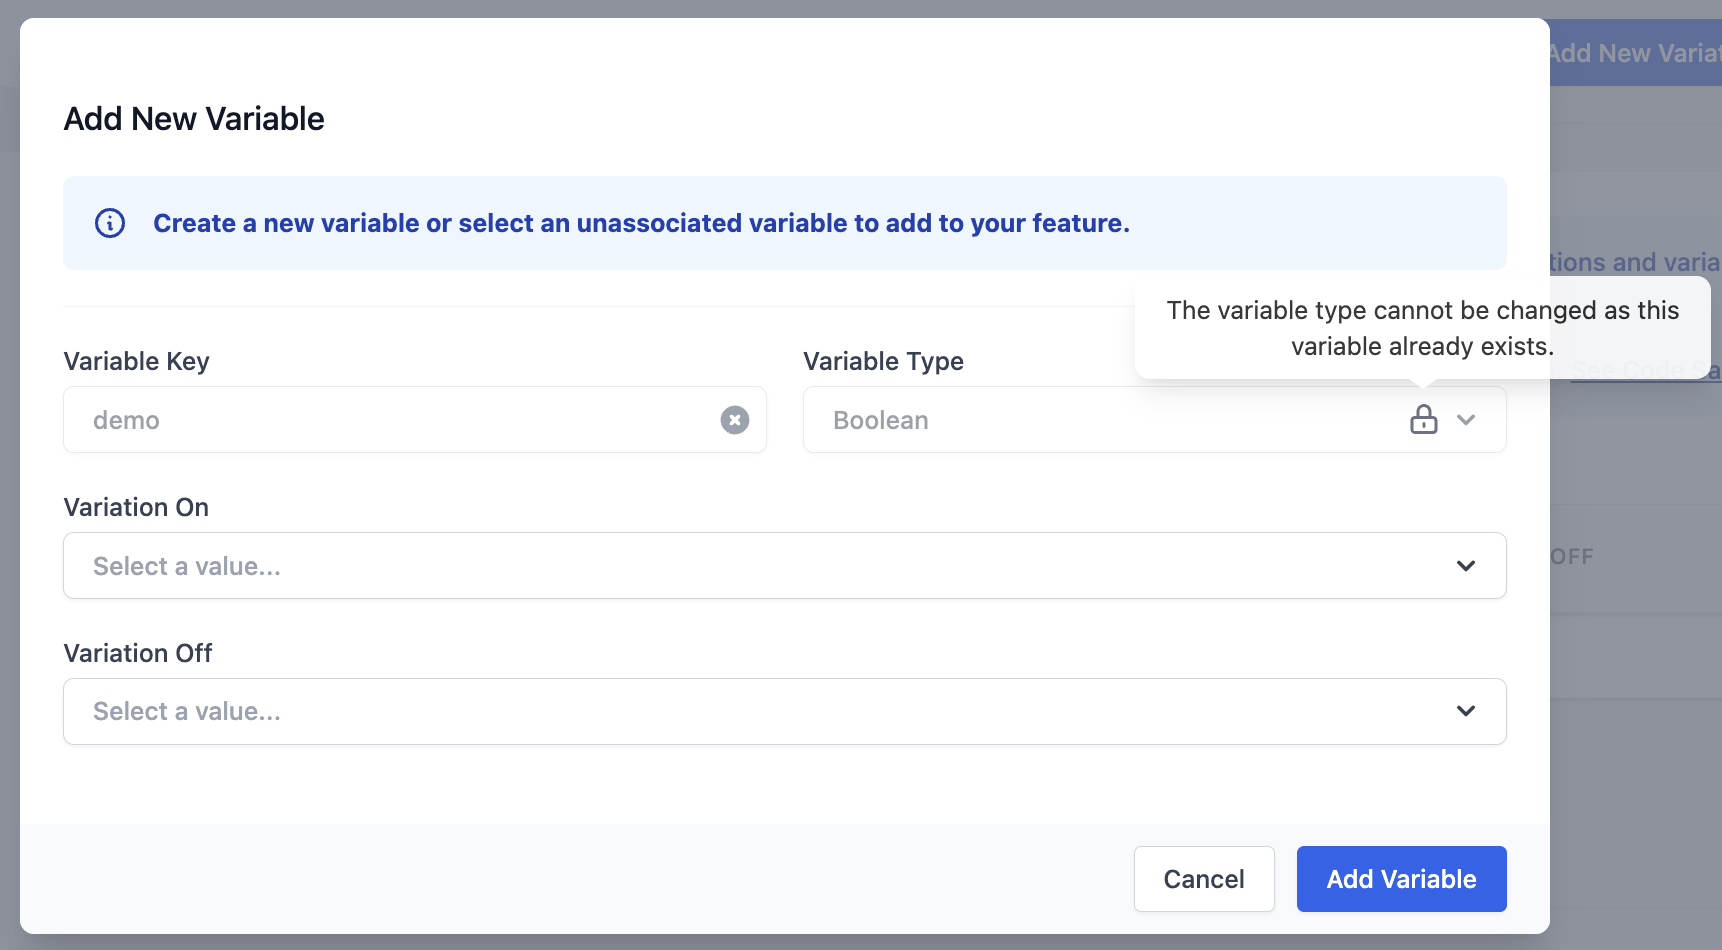 Add New Variat
Add New Variable
Create a new variable or select an unassociated variable to add to your feature.
tions and varia
The variable type cannot be changed as this
variable already exists.
See Code Sa
Variable Key
Variable Type
demo
Boolean
Variation On
Select a value...
OFF
Variation Off
Select a value...
Cancel
Add Variable